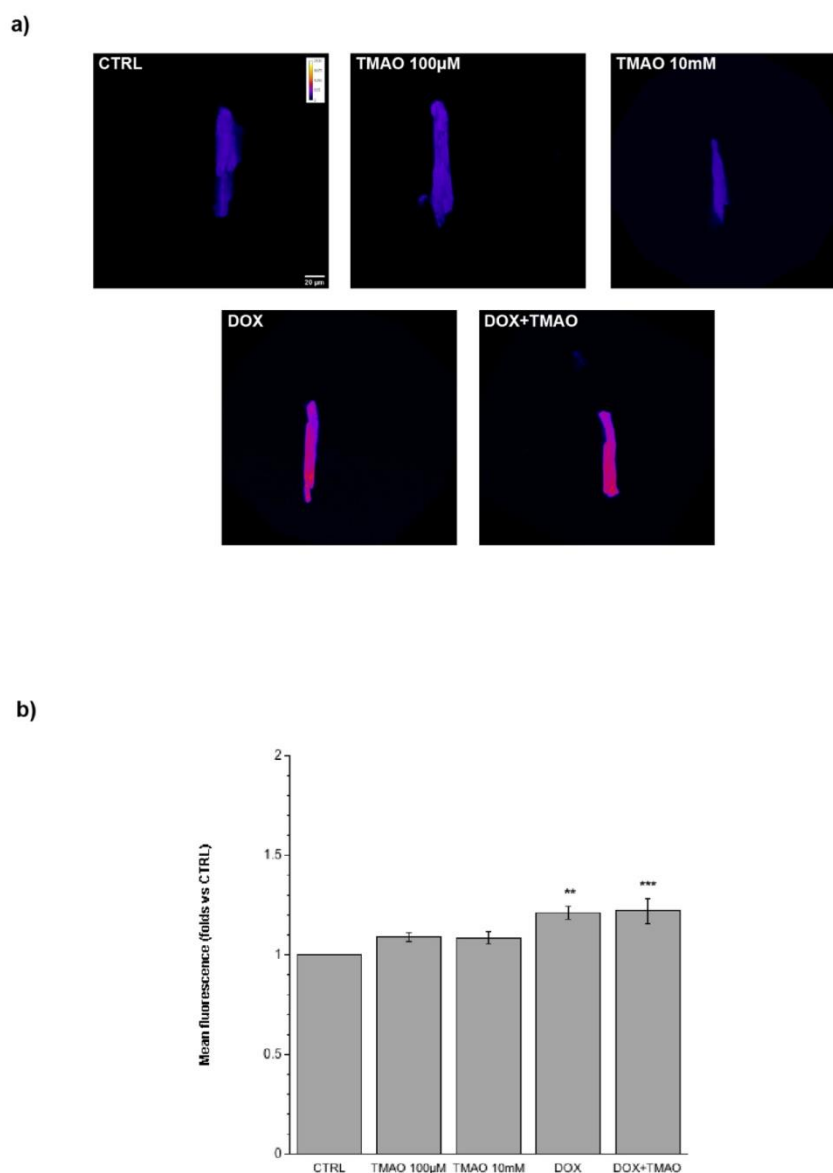 a)
CTRL
TMAO 100µM
TMAO 10mM
20 µm
DOX
DOX+TMAO
b)
Mean fluorescence (folds vs CTRL)
2
1.5
1
0.5
0
**
***
CTRL
TMAO 100µM
TMAO 10mM
DOX
DOX+TMAO